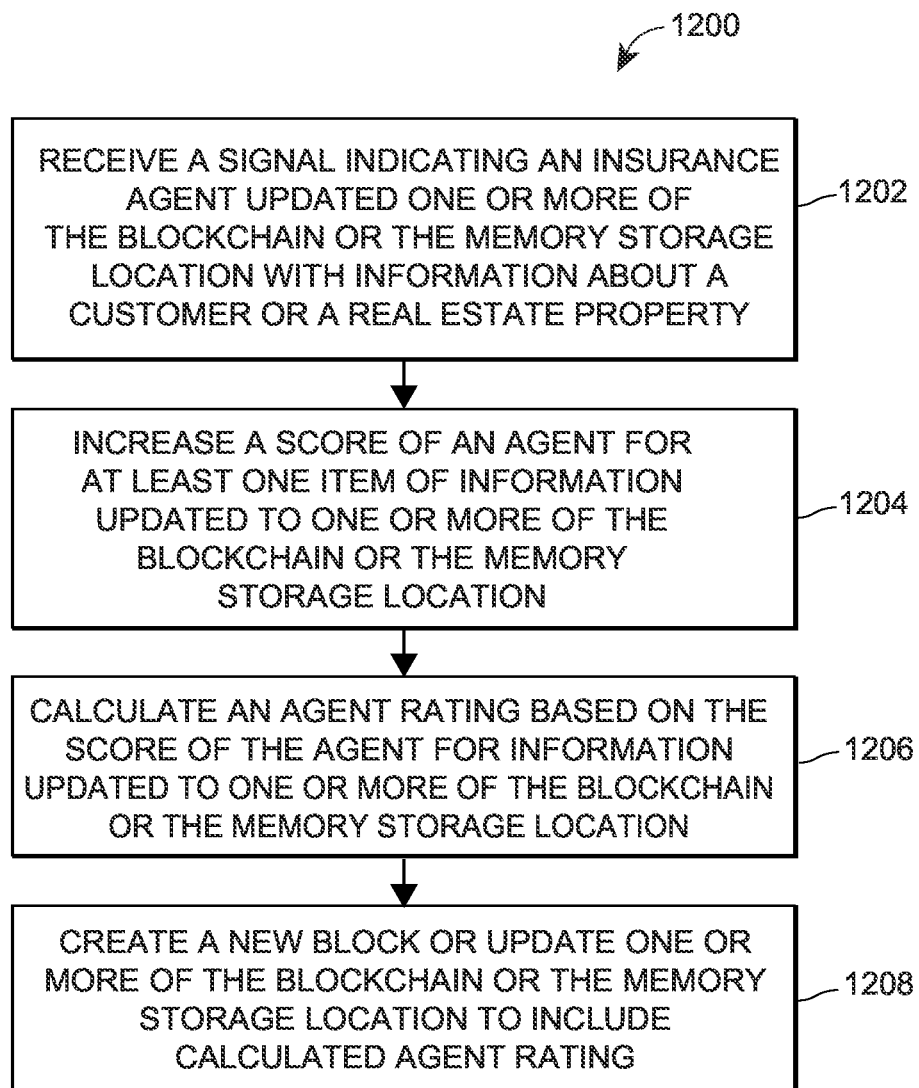 1200
RECEIVE A SIGNAL INDICATING AN INSURANCE
AGENT UPDATED ONE OR MORE OF
THE BLOCKCHAIN OR THE MEMORY STORAGE
LOCATION WITH INFORMATION ABOUT A
CUSTOMER OR A REAL ESTATE PROPERTY
1202
INCREASE A SCORE OF AN AGENT FOR
AT LEAST ONE ITEM OF INFORMATION
UPDATED TO ONE OR MORE OF THE
BLOCKCHAIN OR THE MEMORY
STORAGE LOCATION
1204
CALCULATE AN AGENT RATING BASED ON THE
SCORE OF THE AGENT FOR INFORMATION
UPDATED TO ONE OR MORE OF THE BLOCKCHAIN
OR THE MEMORY STORAGE LOCATION
1206
CREATE A NEW BLOCK OR UPDATE ONE OR
MORE OF THE BLOCKCHAIN OR THE MEMORY
STORAGE LOCATION TO INCLUDE
CALCULATED AGENT RATING
1208